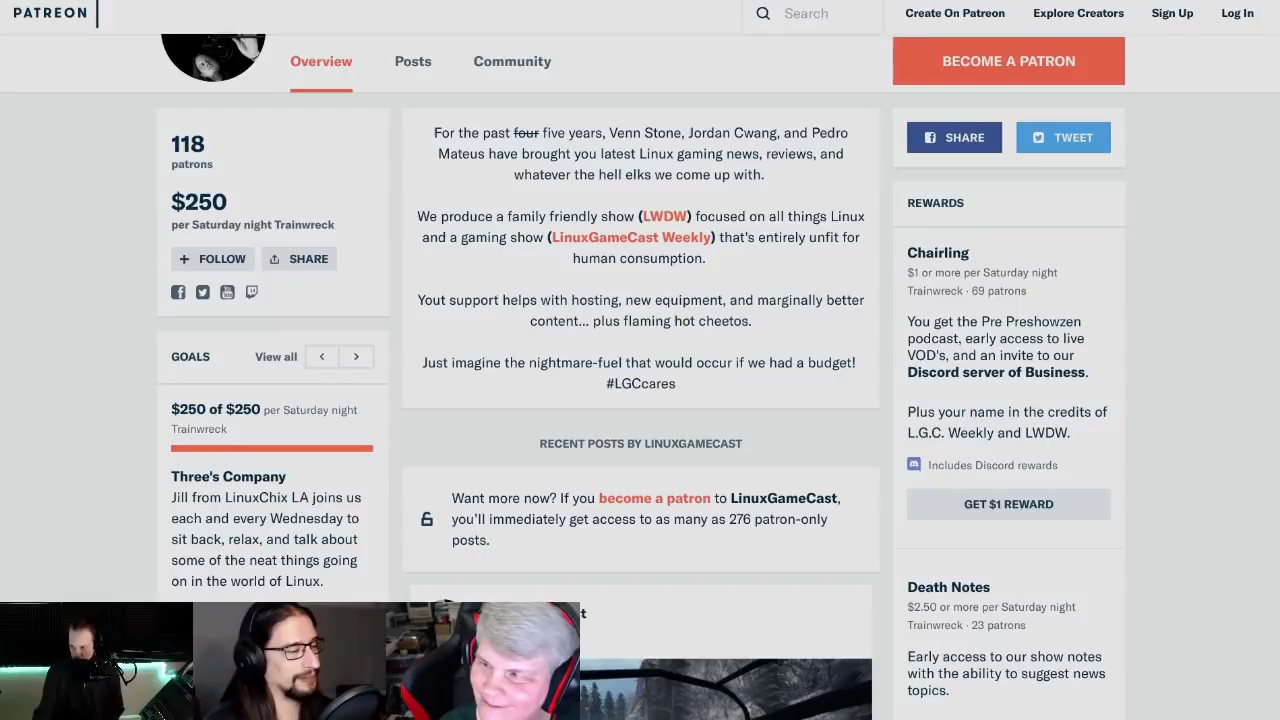 PATREON
Search
Create On Patreon
Explore Creators
Sign Up
Log In
Overview
Posts
Community
BECOME A PATRON
118
patrons
$250
per Saturday night Trainwreck
FOLLOW
SHARE
GOALS
View all
$250 of $250 per Saturday night
Trainwreck
Three's Company
Jill from LinuxChix LA joins us
each and every Wednesday to
sit back, relax, and talk about
some of the neat things going
on in the world of Linux.
For the past four five years, Venn Stone, Jordan Cwang, and Pedro
Mateus have brought you latest Linux gaming news, reviews, and
whatever the hell elks we come up with.
We produce a family friendly show (LWDW) focused on all things Linux
and a gaming show (LinuxGameCast Weekly) that's entirely unfit for
human consumption.
Yout support helps with hosting, new equipment, and marginally better
content... plus flaming hot cheetos.
Just imagine the nightmare-fuel that would occur if we had a budget!
#LGCcares
RECENT POSTS BY LINUXGAMECAST
Want more now? If you become a patron to LinuxGameCast,
you'll immediately get access to as many as 276 patron-only
posts.
SHARE
TWEET
REWARDS
Chairling
$1 or more per Saturday night
Trainwreck · 69 patrons
You get the Pre Preshowzen
podcast, early access to live
VOD's, and an invite to our
Discord server of Business.
Plus your name in the credits of
L.G.C. Weekly and LWDW.
Includes Discord rewards
GET $1 REWARD
Death Notes
$2.50 or more per Saturday night
Trainwreck · 23 patrons
Early access to our show notes
with the ability to suggest news
topics.